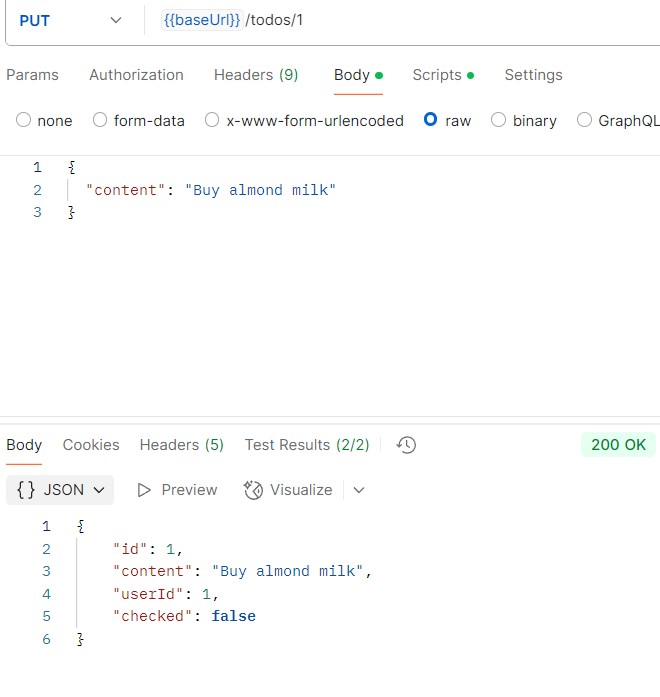 PUT {{baseUrl}} /todos/1
Params Authorization Headers (9) Body Scripts Settings
none form-data x-www-form-urlencoded raw binary GraphQL
1 {
2 "content": "Buy almond milk"
3 }
Body Cookies Headers (5) Test Results (2/2) 200 OK
{} JSON Preview Visualize
1 {
2 "id": 1,
3 "content": "Buy almond milk",
4 "userId": 1,
5 "checked": false
6 }